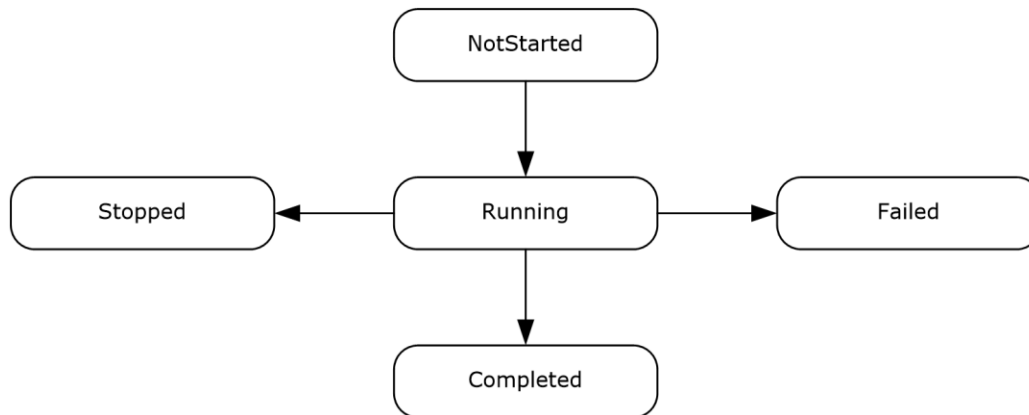 NotStarted
Stopped
Running
Failed
Completed